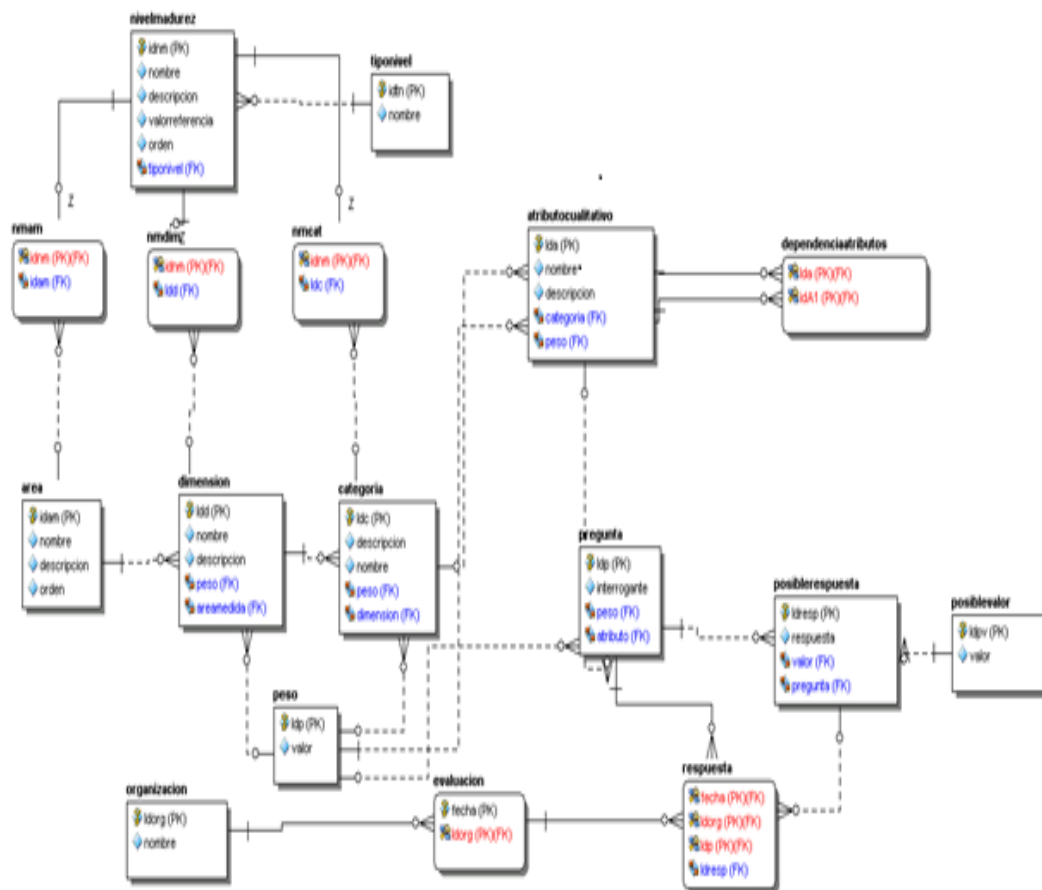 nivelmadurez
idnm (PK)
nombre
descripcion
valorreferencia
orden
tiponivel (FK)
tiponivel
idtn (PK)
nombre
Z
Z
nmam
idnm (PK)(FK)
idam (FK)
nmdim
Z
idnm (PK)(FK)
Idd (FK)
nmcat
idnm (PK)(FK)
Idc (FK)
atributocualitativo
Ida (PK)
nombre*
descripcion
categoria (FK)
peso (FK)
dependenciaatributos
Ida (PK)(FK)
IdA1 (PK)(FK)
area
idam (PK)
nombre
descripcion
orden
dimension
Idd (PK)
nombre
descripcion
peso (FK)
areamedida (FK)
categoria
Idc (PK)
descripcion
nombre
peso (FK)
dimension (FK)
pregunta
Idp (PK)
interrogante
peso (FK)
atributo (FK)
posiblerespuesta
Idresp (PK)
respuesta
valor (FK)
pregunta (FK)
posiblevalor
Idpv (PK)
valor
peso
Idp (PK)
valor
organizacion
Idorg (PK)
nombre
evaluacion
fecha (PK)
Idorg (PK)(FK)
respuesta
fecha (PK)(FK)
Idorg (PK)(FK)
Idp (PK)(FK)
Idresp (FK)